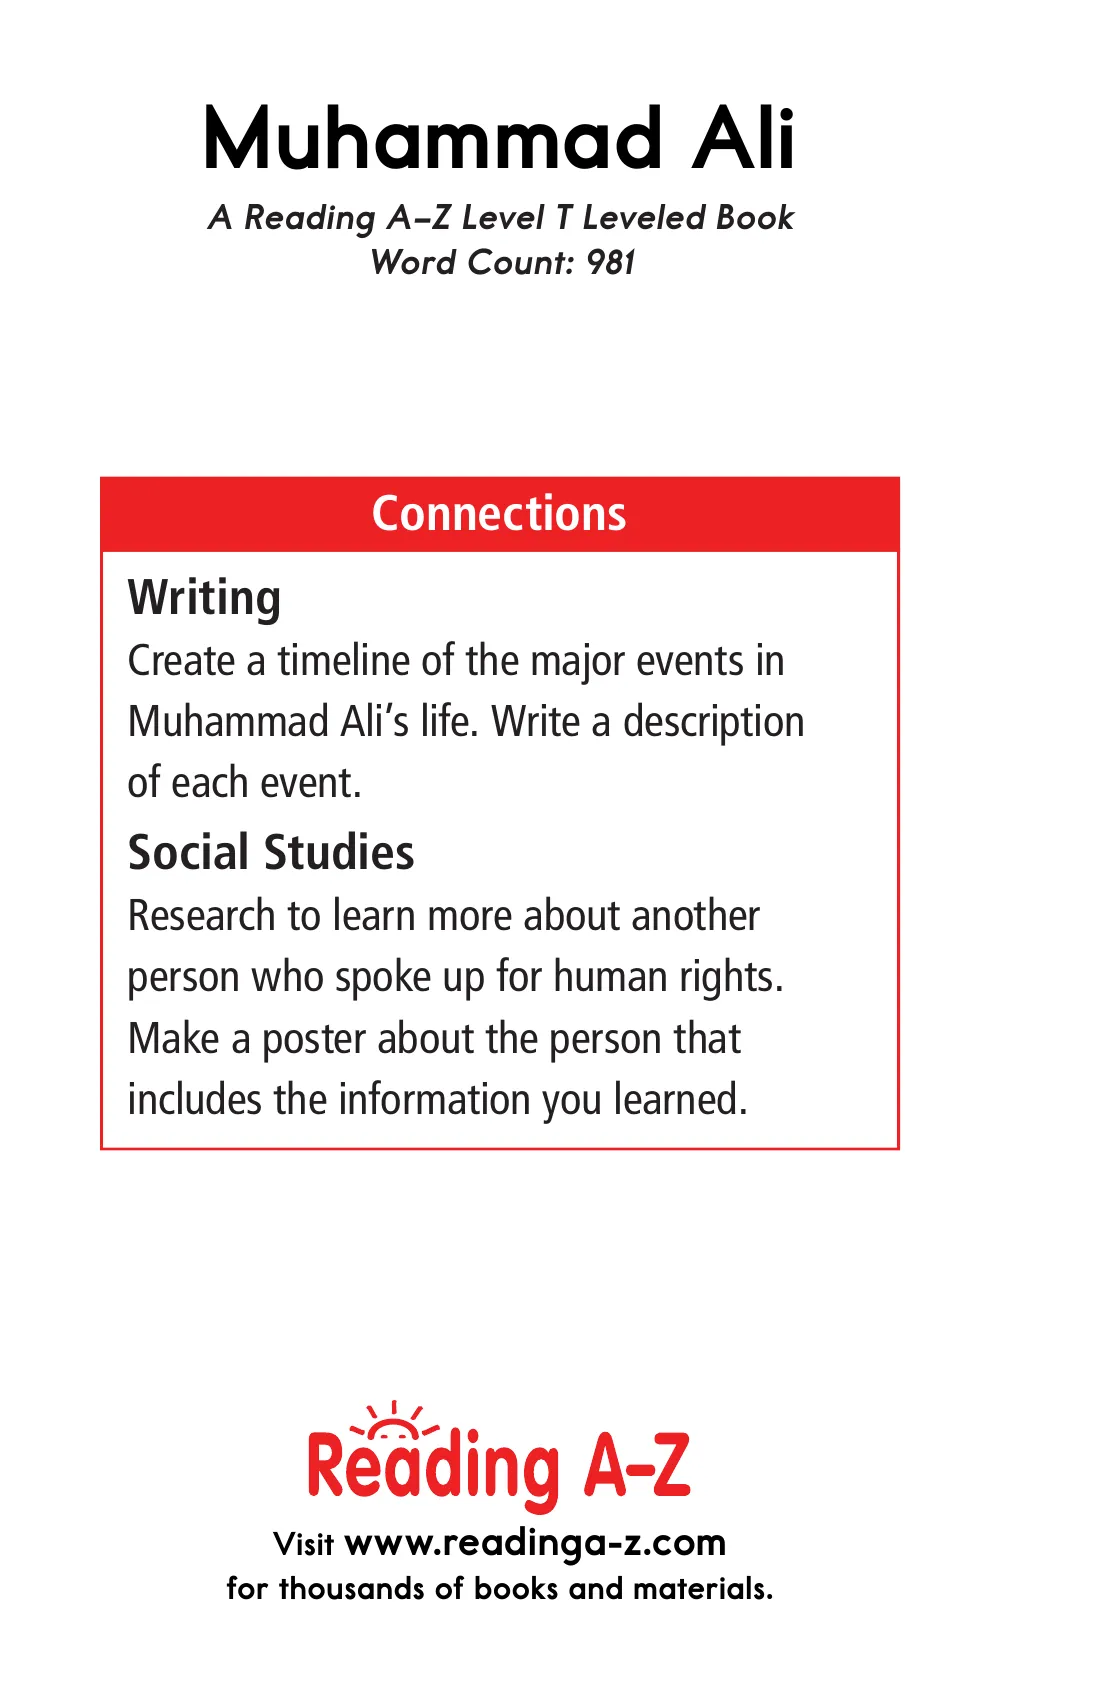 Muhammad Ali
A Reading A–Z Level T Leveled Book
Word Count: 981
Connections
Writing
Create a timeline of the major events in
Muhammad Ali’s life. Write a description
of each event.
Social Studies
Research to learn more about another
person who spoke up for human rights.
Make a poster about the person that
includes the information you learned.
Reading A–Z
Visit www.readinga-z.com
for thousands of books and materials.